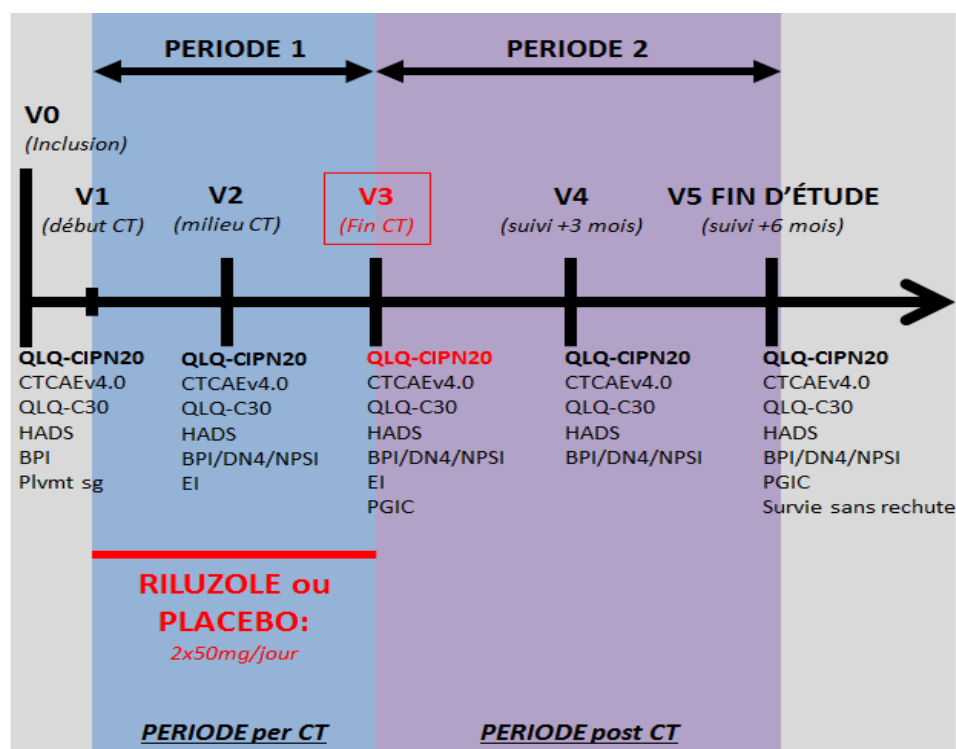 PERIODE 1
PERIODE 2
V0
(Inclusion)
V1
(début CT)
V2
(milieu CT)
V3
(Fin CT)
V4
(suivi +3 mois)
V5 FIN D'ÉTUDE
(suivi +6 mois)
QLQ-CIPN20
CTCAEv4.0
QLQ-C30
HADS
BPI
Plvmt sg
QLQ-CIPN20
CTCAEv4.0
QLQ-C30
HADS
BPI/DN4/NPSI
EI
QLQ-CIPN20
CTCAEv4.0
QLQ-C30
HADS
BPI/DN4/NPSI
EI
PGIC
QLQ-CIPN20
CTCAEv4.0
QLQ-C30
HADS
BPI/DN4/NPSI
QLQ-CIPN20
CTCAEv4.0
QLQ-C30
HADS
BPI/DN4/NPSI
PGIC
Survie sans rechute
RILUZOLE ou
PLACEBO:
2x50mg/jour
PERIODE per CT
PERIODE post CT